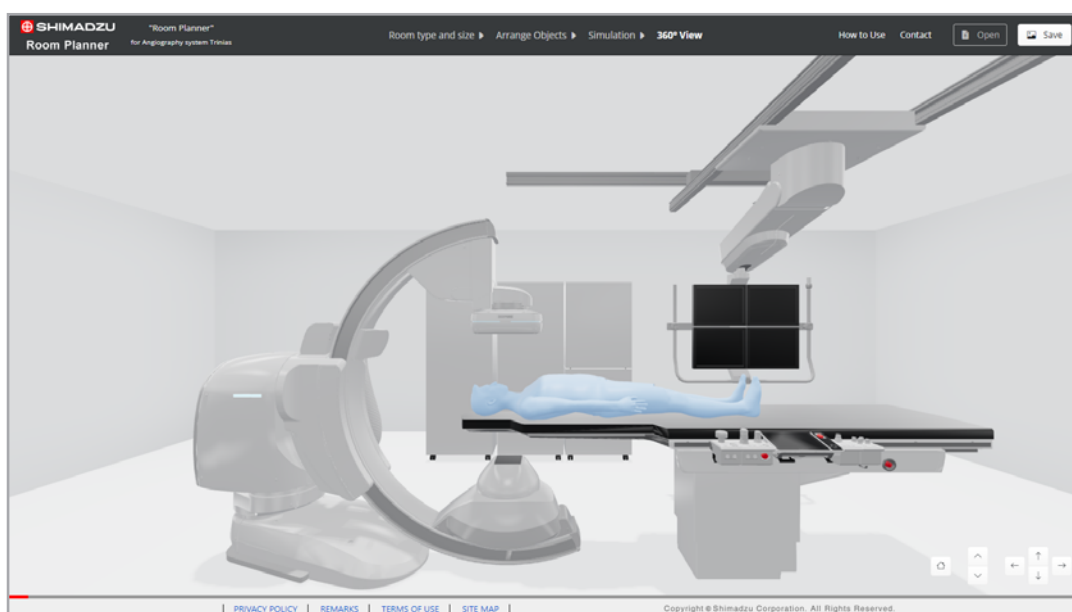 SHIMADZU
Room Planner
"Room Planner"
for Angiography system Trinias
Room type and size ▶ Arrange Objects ▶ Simulation ▶ 360° View
How to Use Contact Open Save
| PRIVACY POLICY | REMARKS | TERMS OF USE | SITE MAP |
Copyright © Shimadzu Corporation. All Rights Reserved.